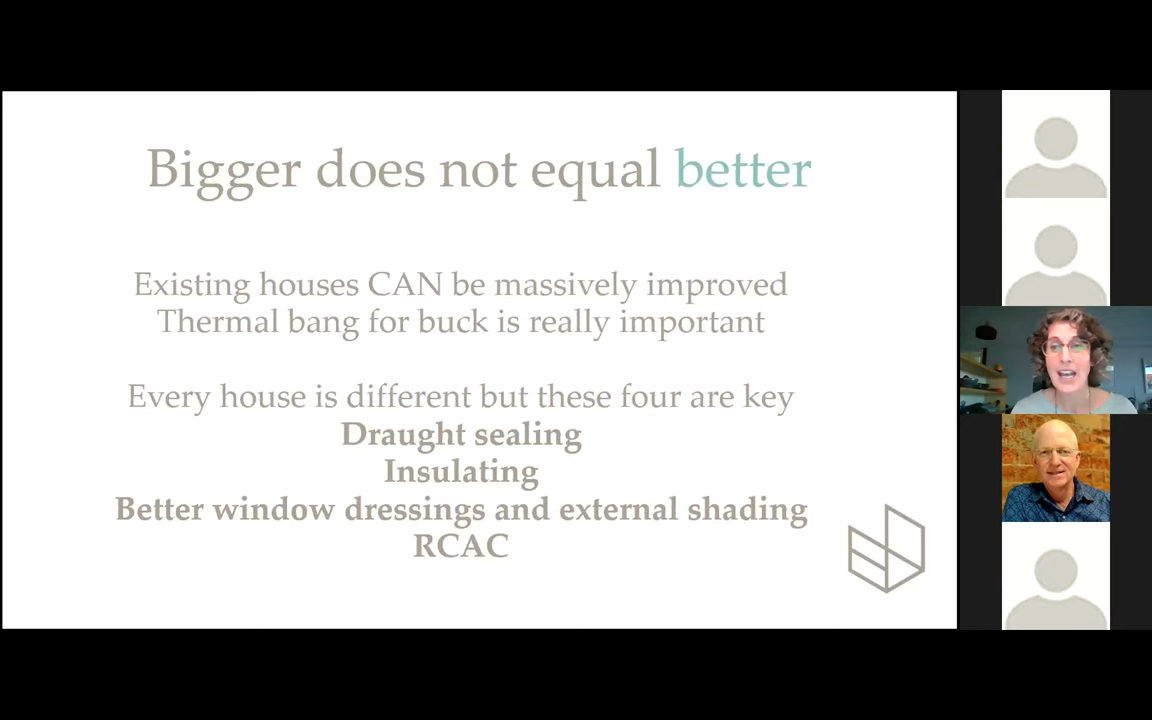 Bigger does not equal better
Existing houses CAN be massively improved
Thermal bang for buck is really important
Every house is different but these four are key
Draught sealing
Insulating
Better window dressings and external shading
RCAC